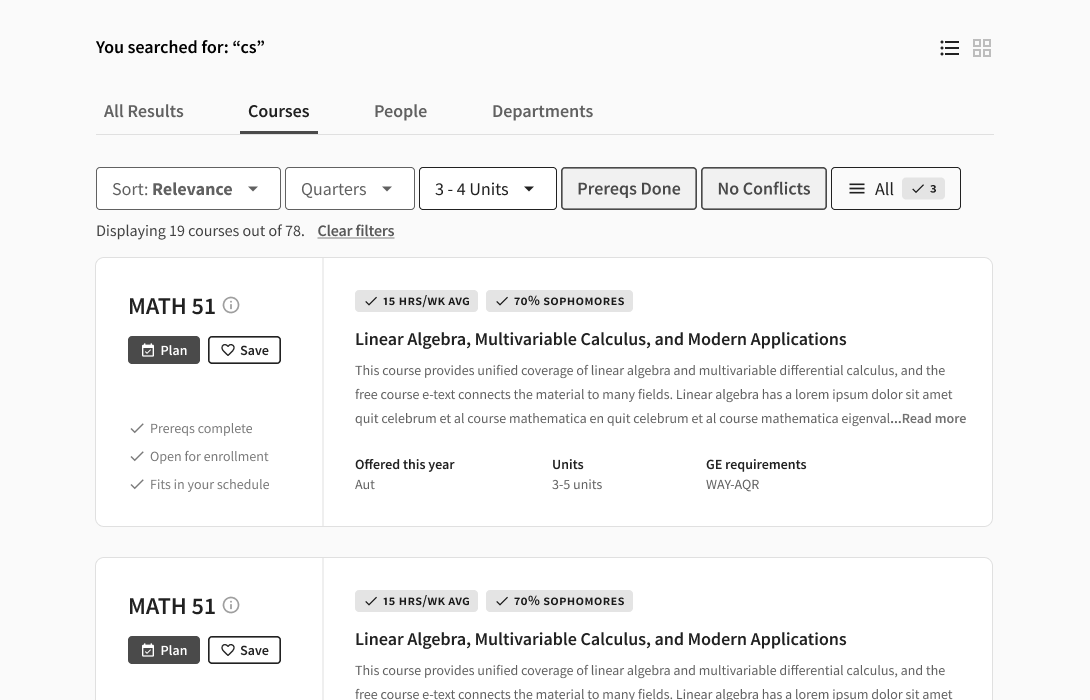 You searched for: “cs”
All Results Courses People Departments
Sort: Relevance Quarters 3 - 4 Units Prereqs Done No Conflicts All 3
Displaying 19 courses out of 78. Clear filters
MATH 51
Plan Save
Prereqs complete
Open for enrollment
Fits in your schedule
15 HRS/WK AVG 70% SOPHOMORES
Linear Algebra, Multivariable Calculus, and Modern Applications
This course provides unified coverage of linear algebra and multivariable differential calculus, and the
free course e-text connects the material to many fields. Linear algebra has a lorem ipsum dolor sit amet
quit celebrum et al course mathematica en quit celebrum et al course mathematica eigenval...Read more
Offered this year Units GE requirements
Aut 3-5 units WAY-AQR
MATH 51
Plan Save
15 HRS/WK AVG 70% SOPHOMORES
Linear Algebra, Multivariable Calculus, and Modern Applications
This course provides unified coverage of linear algebra and multivariable differential calculus, and the
free course e-text connects the material to many fields. Linear algebra has a lorem ipsum dolor sit amet